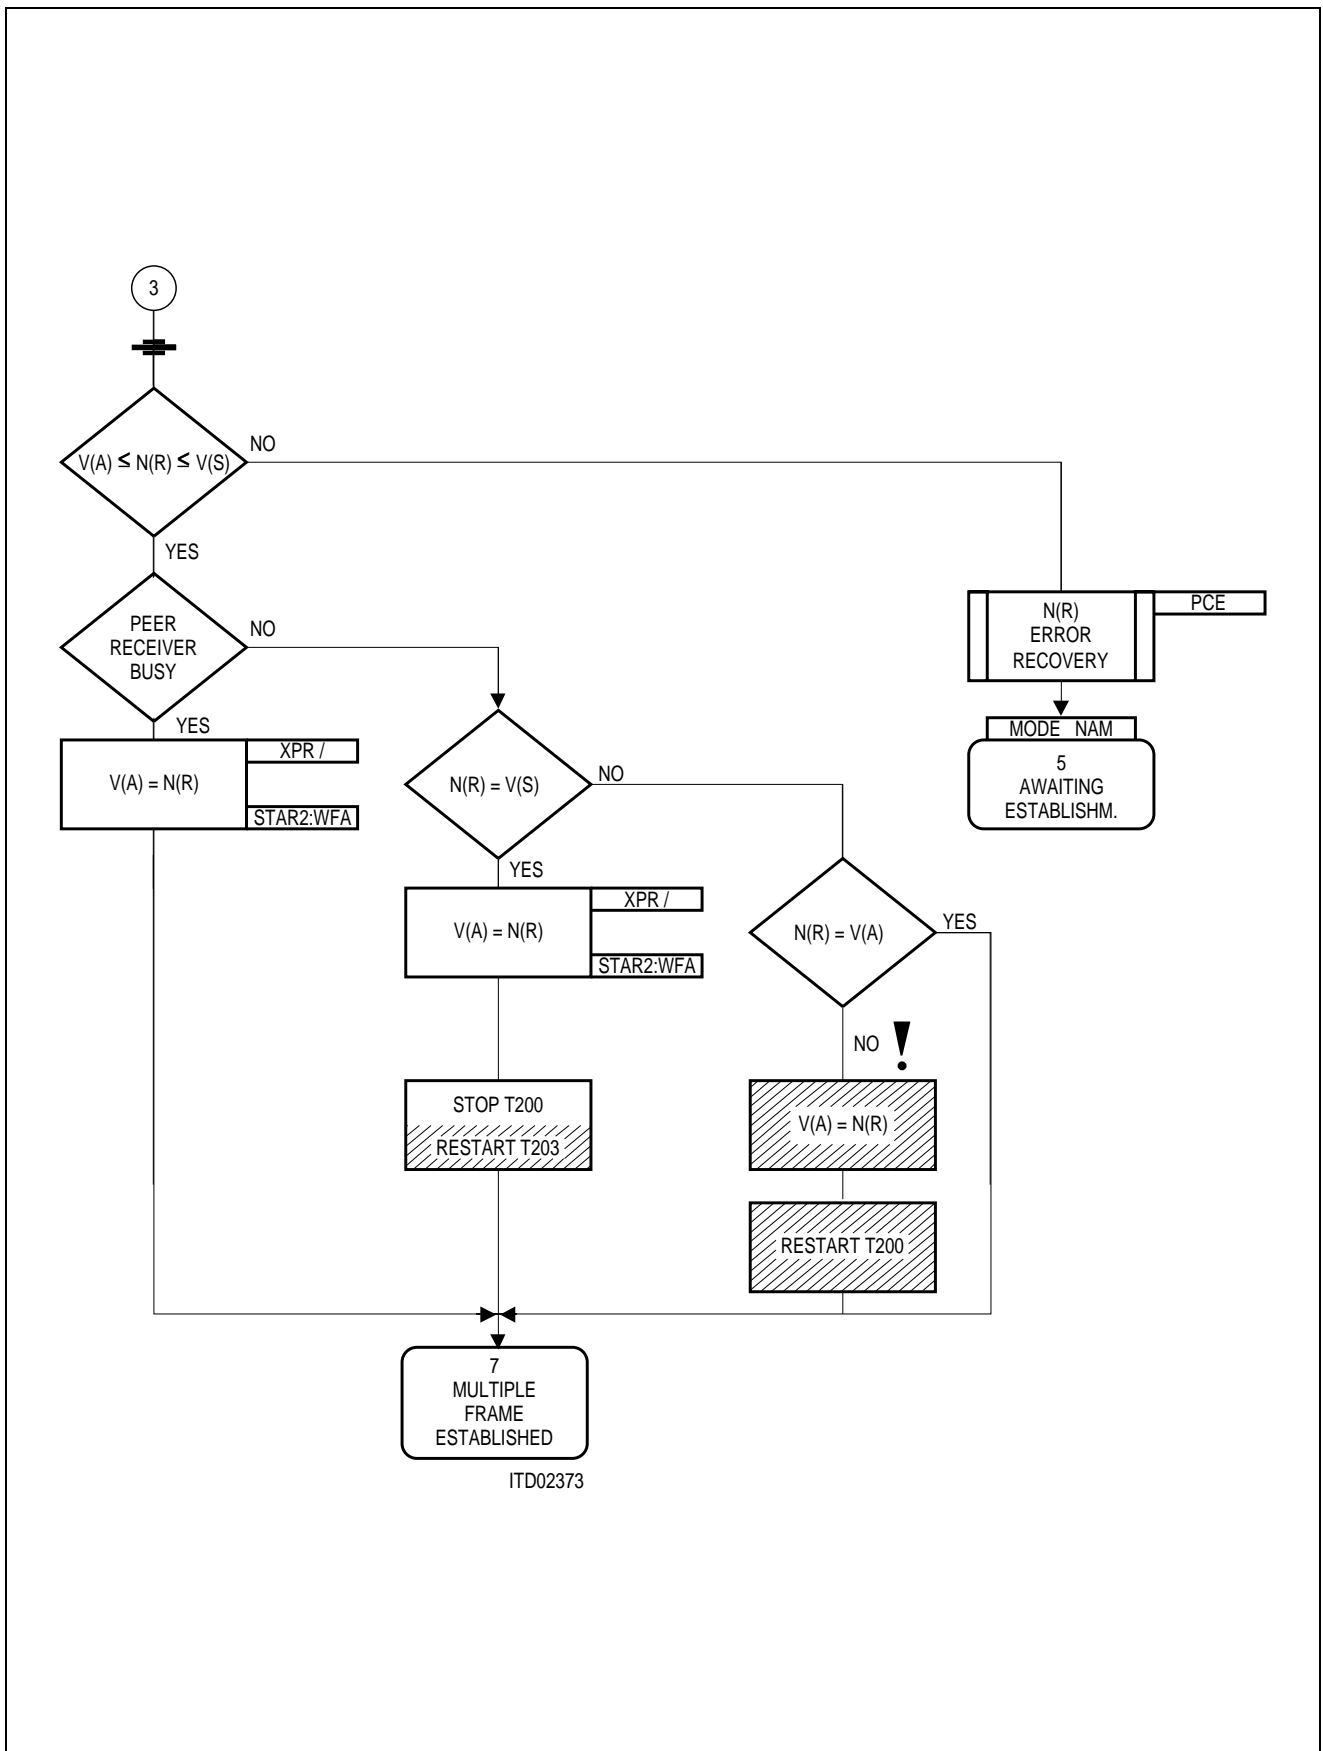 3
V(A) ≤ N(R) ≤ V(S)
NO
YES
PEER
RECEIVER
BUSY
NO
YES
N(R)
ERROR
RECOVERY
PCE
MODE NAM
5
AWAITING
ESTABLISHM.
V(A) = N(R)
XPR /
STAR2:WFA
N(R) = V(S)
NO
YES
V(A) = N(R)
XPR /
STAR2:WFA
N(R) = V(A)
YES
NO !
STOP T200
RESTART T203
V(A) = N(R)
RESTART T200
7
MULTIPLE
FRAME
ESTABLISHED
ITD02373